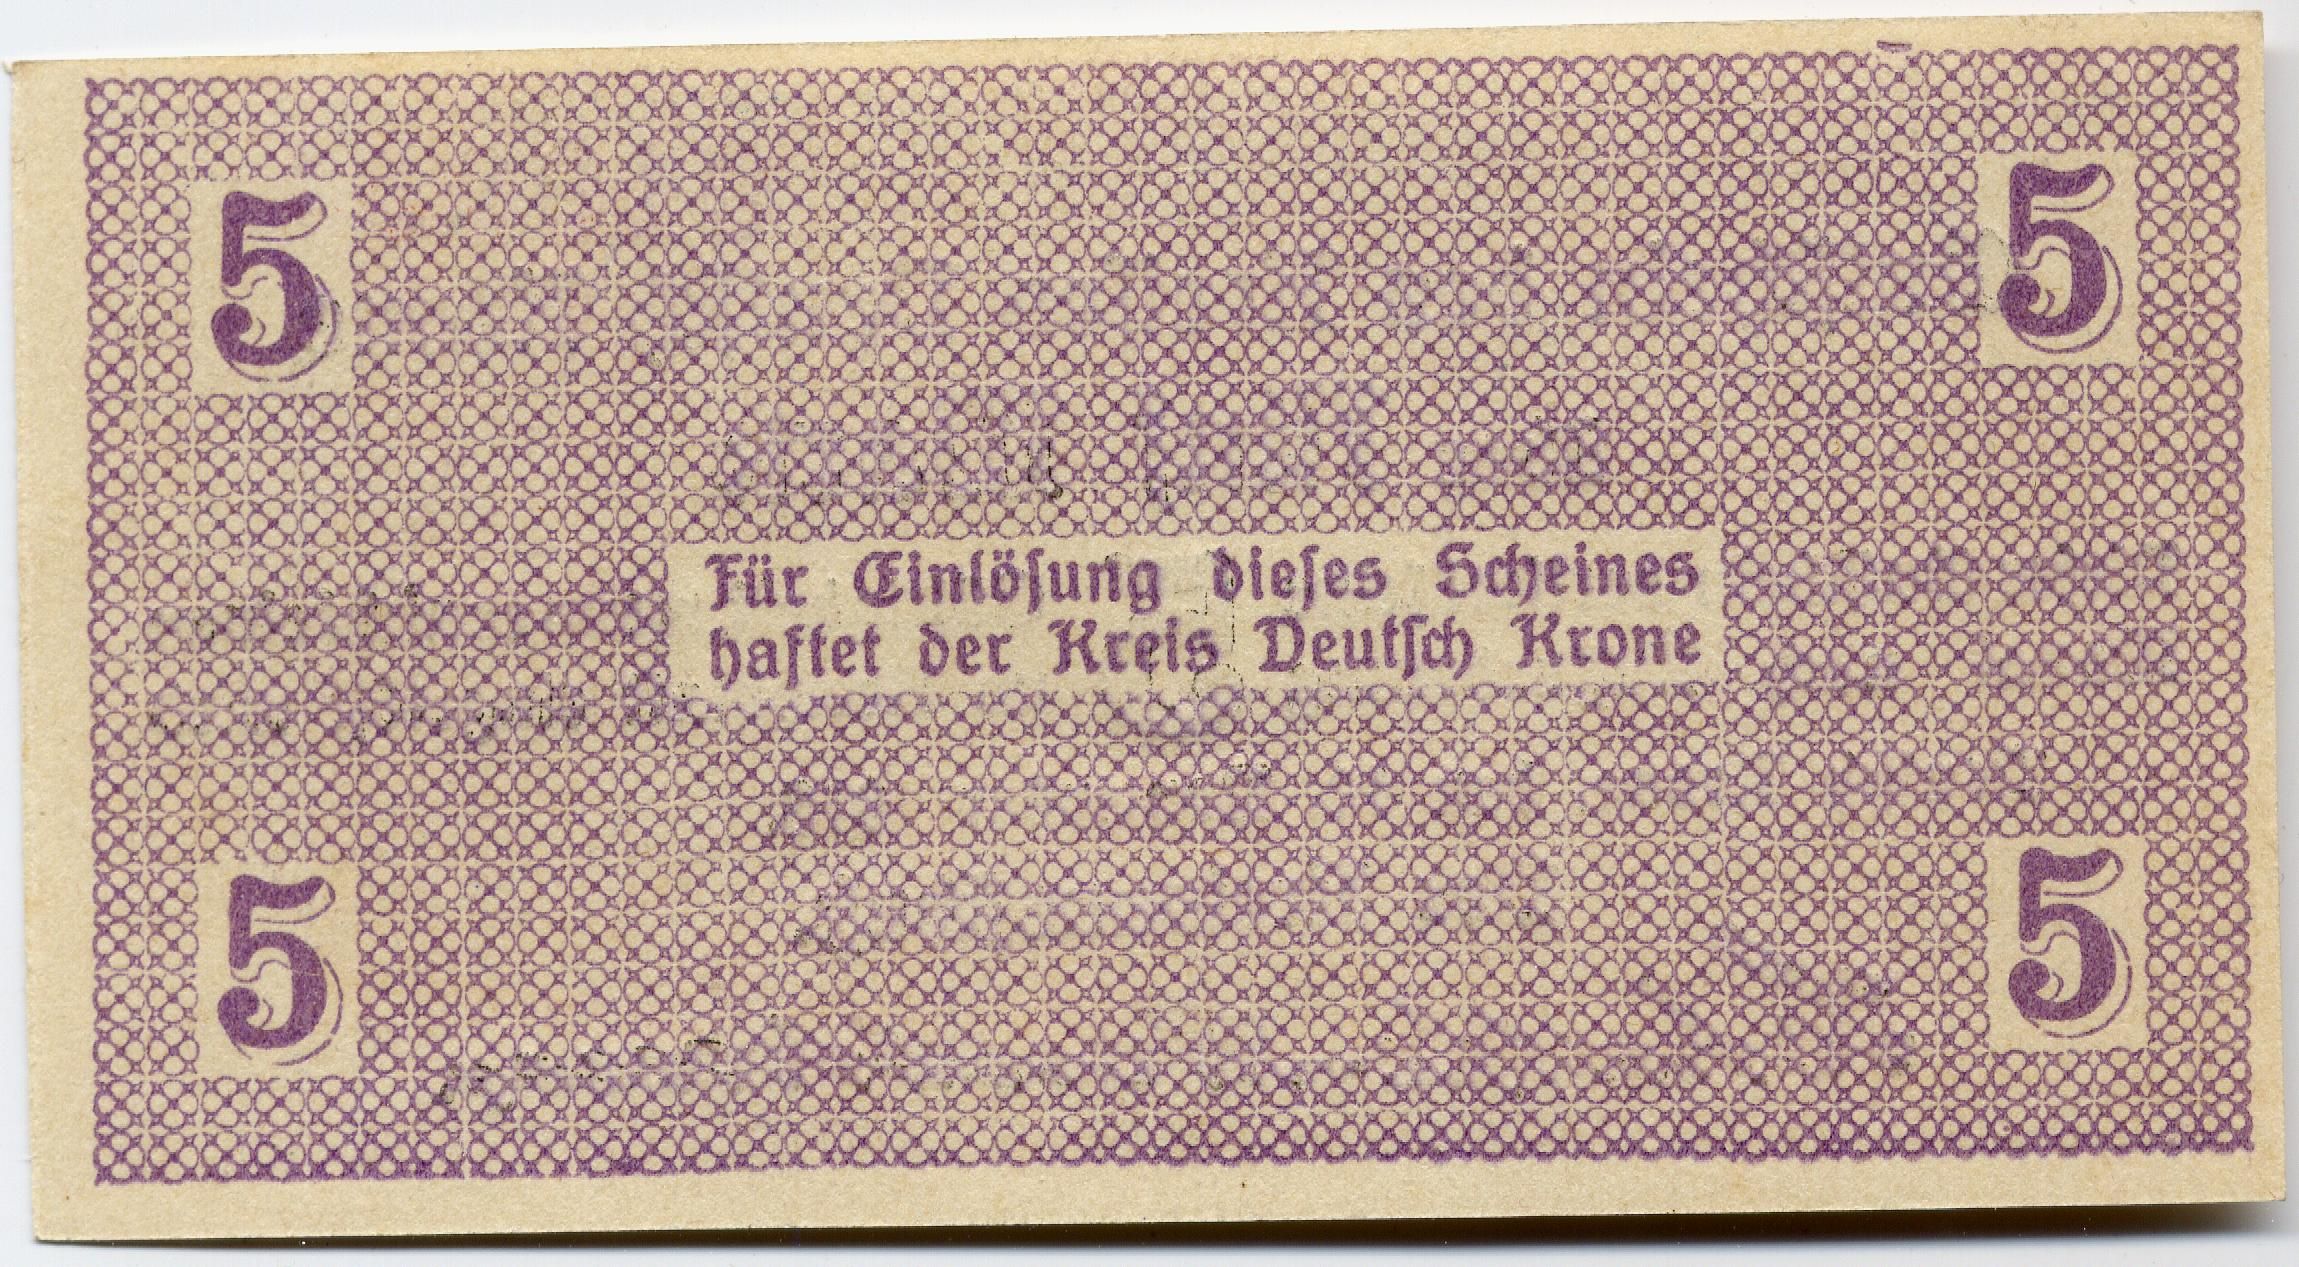 5 5
Für Einlöſung dieſes Scheines
haftet der Kreis Deutſch Krone
5 5